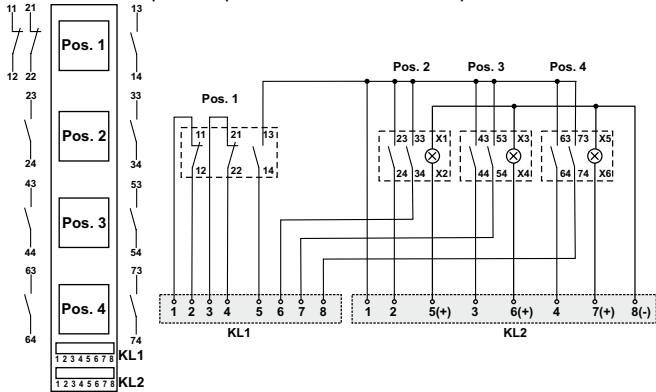 11 21 13
Pos. 1
12 22 14
23 33
Pos. 2
24 34
43 53
Pos. 3
44 54
63 73
Pos. 4
64 74
1 2 3 4 5 6 7 8 KL1
1 2 3 4 5 6 7 8 KL2
Pos. 2 Pos. 3 Pos. 4
Pos. 1
11 21 13 23 33 X1 43 53 X3 63 73 X5
12 22 14 24 34 X2 44 54 X4 64 74 X6
1 2 3 4 5 6 7 8 1 2 5(+) 3 6(+) 4 7(+) 8(-)
KL1 KL2